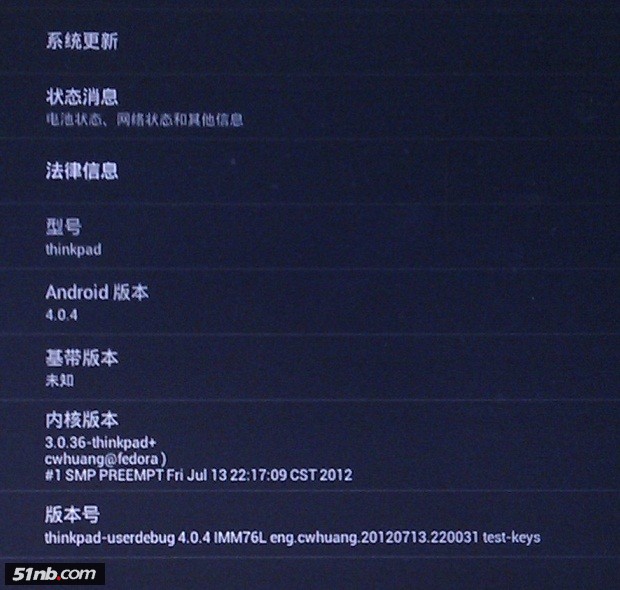 系统更新
状态消息
电池状态、网络状态和其他信息
法律信息
型号
thinkpad
Android 版本
4.0.4
基带版本
未知
内核版本
3.0.36-thinkpad+
cwhuang@fedora )
#1 SMP PREEMPT Fri Jul 13 22:17:09 CST 2012
版本号
thinkpad-userdebug 4.0.4 IMM76L eng.cwhuang.20120713.220031 test-keys
51nb.com